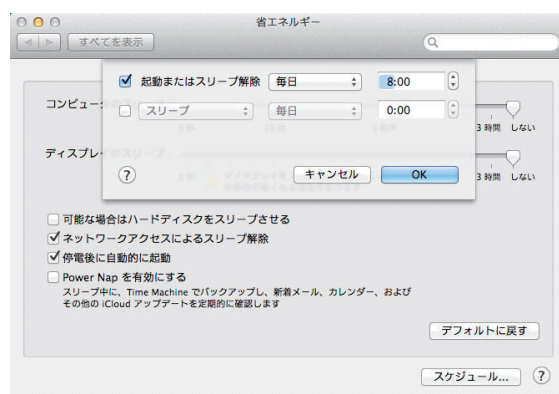 省エネルギー
すべてを表示
起動またはスリープ解除 毎日 8:00
スリープ 毎日 0:00
コンピュータ
3 時間 しない
ディスプレイ
3 時間 しない
? キャンセル OK
可能な場合はハードディスクをスリープさせる
ネットワークアクセスによるスリープ解除
停電後に自動的に起動
Power Nap を有効にする
スリープ中に、Time Machine でバックアップし、新着メール、カレンダー、および
その他の iCloud アップデートを定期的に確認します
デフォルトに戻す
スケジュール... ?